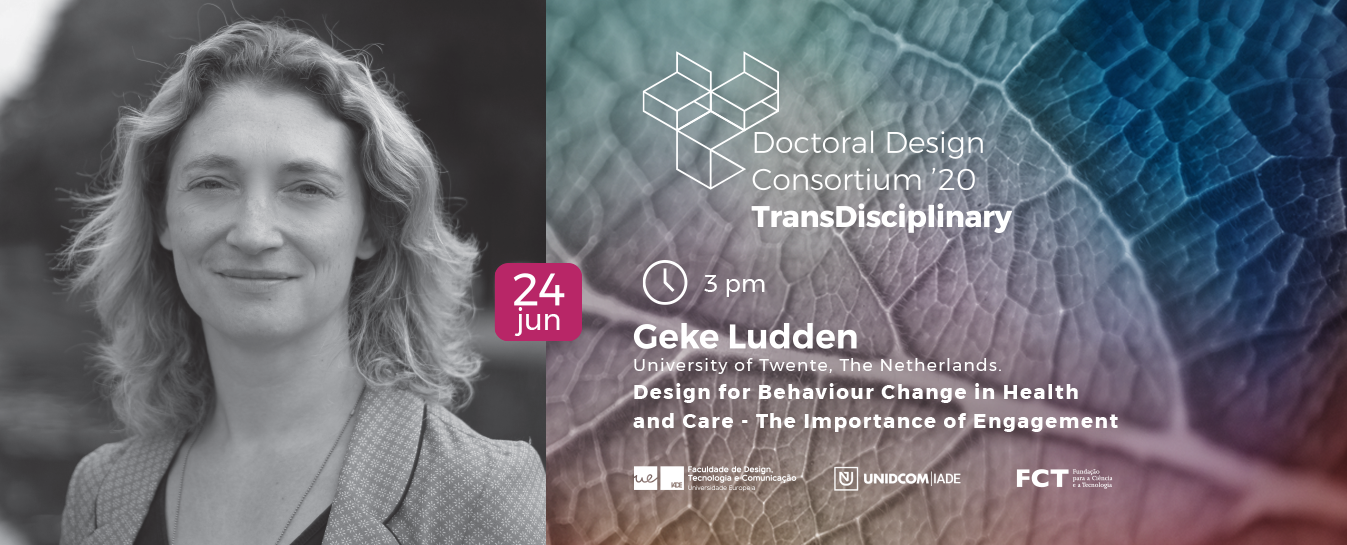 Doctoral Design
Consortium ’20
TransDisciplinary
24
jun
3 pm
Geke Ludden
University of Twente, The Netherlands.
Design for Behaviour Change in Health
and Care - The Importance of Engagement
ue
IADE
Faculdade de Design,
Tecnologia e Comunicação
Universidade Europeia
UNIDCOM|IADE
FCT
Fundação
para a Ciência
e a Tecnologia